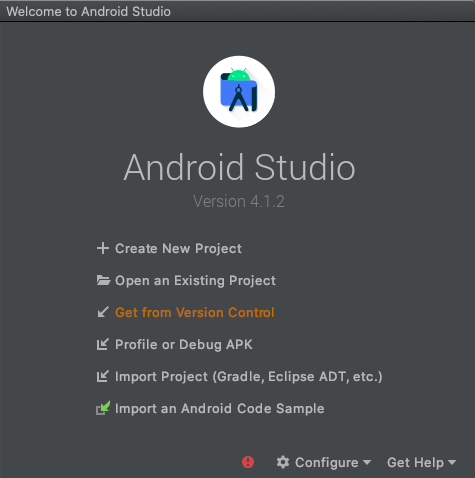 Welcome to Android Studio
Android Studio
Version 4.1.2
Create New Project
Open an Existing Project
Get from Version Control
Profile or Debug APK
Import Project (Gradle, Eclipse ADT, etc.)
Import an Android Code Sample
Configure Get Help